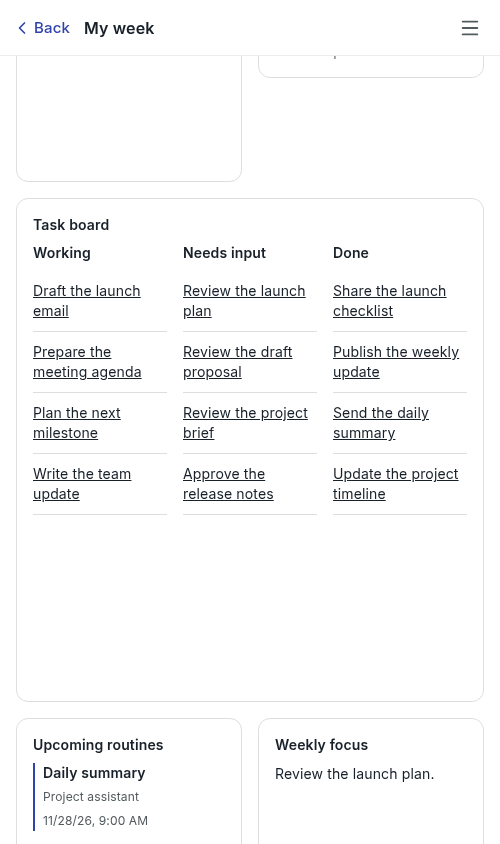 Back My week
Task board
Working
Needs input
Done
Draft the launch
email
Review the launch
plan
Share the launch
checklist
Prepare the
meeting agenda
Review the draft
proposal
Publish the weekly
update
Plan the next
milestone
Review the project
brief
Send the daily
summary
Write the team
update
Approve the
release notes
Update the project
timeline
Upcoming routines
Daily summary
Project assistant
11/28/26, 9:00 AM
Weekly focus
Review the launch plan.